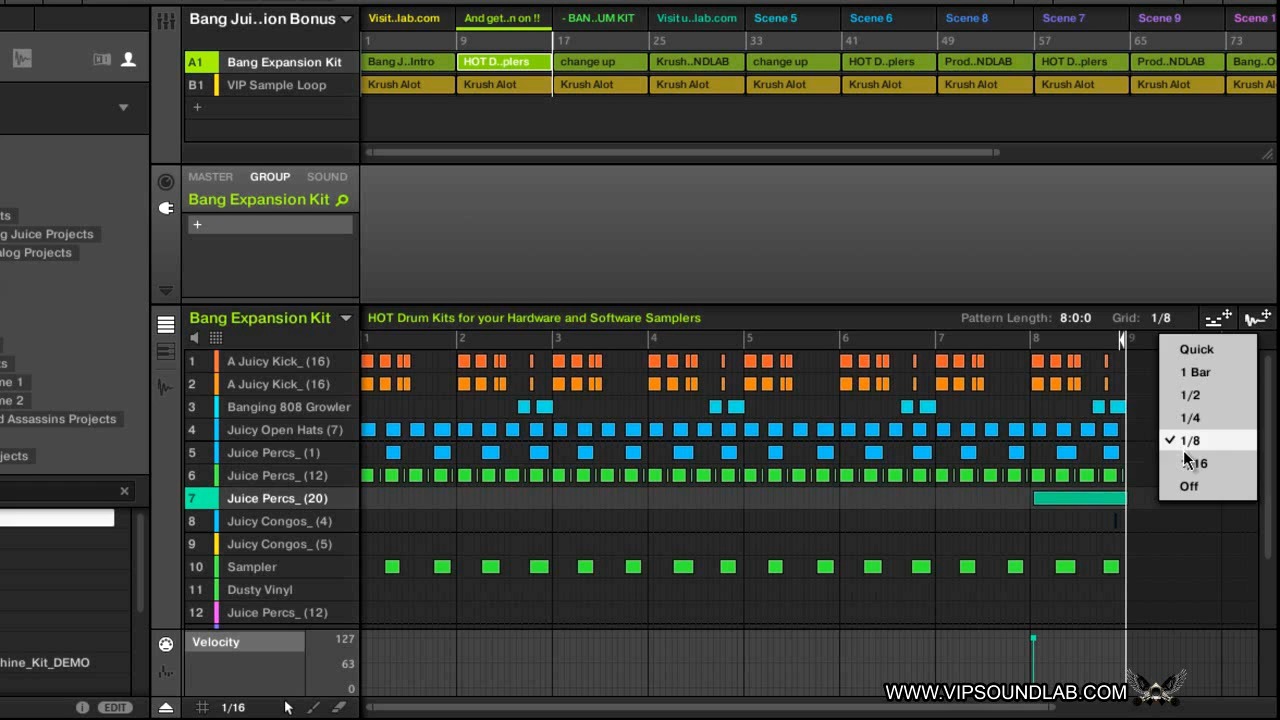 Bang Jui..ion Bonus
Visit..lab.com And get..n on !! - BAN..UM KIT Visit u..lab.com Scene 5 Scene 6 Scene 8 Scene 7 Scene 9 Scene 1
1 9 17 25 33 41 49 57 65 73
A1 Bang Expansion Kit Bang J..Intro HOT D..plers change up Krush..NDLAB change up HOT D..plers Prod..NDLAB HOT D..plers Prod..NDLAB Bang..O
B1 VIP Sample Loop Krush Alot Krush Alot Krush Alot Krush Alot Krush Alot Krush Alot Krush Alot Krush Alot Krush Alot Krush Al
+
MASTER GROUP SOUND
Bang Expansion Kit
+
ts
g Juice Projects
alog Projects
ts
me 1
me 2
d Assassins Projects
jects
hine_Kit_DEMO
EDIT
Bang Expansion Kit HOT Drum Kits for your Hardware and Software Samplers Pattern Length: 8:0:0 Grid: 1/8
1 2 3 4 5 6 7 8 9
1 A Juicy Kick_ (16)
2 A Juicy Kick_ (16)
3 Banging 808 Growler
4 Juicy Open Hats (7)
5 Juice Percs_ (1)
6 Juice Percs_ (12)
7 Juice Percs_ (20)
8 Juicy Congos_ (4)
9 Juicy Congos_ (5)
10 Sampler
11 Dusty Vinyl
12 Juice Percs_ (12)
Quick
1 Bar
1/2
1/4
1/8
16
Off
Velocity 127
63
0
1/16
WWW.VIPSOUNDLAB.COM